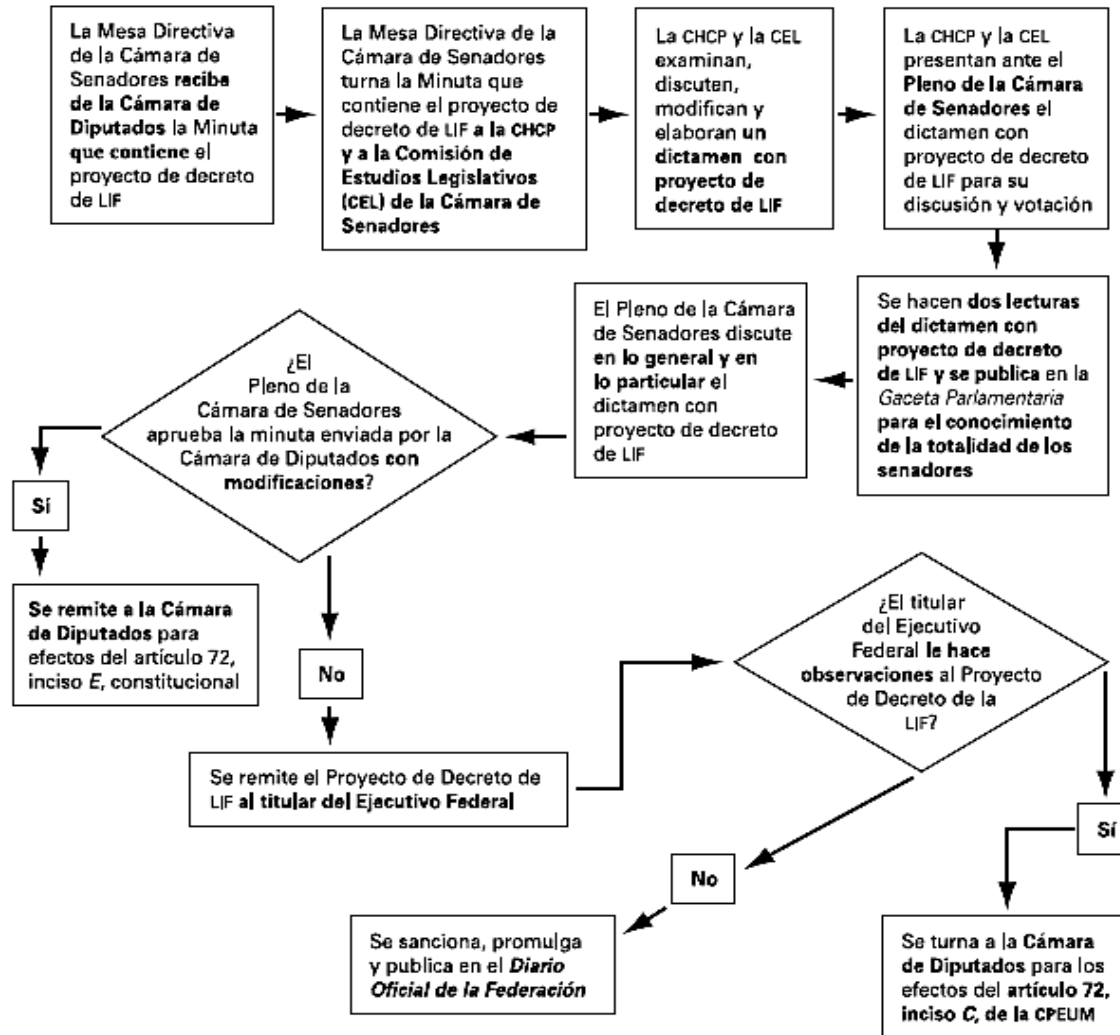 La Mesa Directiva
de la Cámara de
Senadores recibe
de la Cámara de
Diputados la Minuta
que contiene el
proyecto de decreto
de LIF
La Mesa Directiva de la
Cámara de Senadores
turna la Minuta que
contiene el proyecto de
decreto de LIF a la CHCP
y a la Comisión de
Estudios Legislativos
(CEL) de la Cámara de
Senadores
La CHCP y la CEL
examinan,
discuten,
modifican y
elaboran un
dictamen con
proyecto de
decreto de LIF
La CHCP y la CEL
presentan ante el
Pleno de la Cámara
de Senadores el
dictamen con
proyecto de decreto
de LIF para su
discusión y votación
Se hacen dos lecturas
del dictamen con
proyecto de decreto
de LIF y se publica en la
Gaceta Parlamentaria
para el conocimiento
de la totalidad de los
senadores
El Pleno de la Cámara
de Senadores discute
en lo general y en
lo particular el
dictamen con
proyecto de decreto
de LIF
¿El
Pleno de la
Cámara de Senadores
aprueba la minuta enviada por la
Cámara de Diputados con
modificaciones?
Sí
Se remite a la Cámara
de Diputados para
efectos del artículo 72,
inciso E, constitucional
No
Se remite el Proyecto de Decreto de
LIF al titular del Ejecutivo Federal
¿El titular
del Ejecutivo
Federal le hace
observaciones al Proyecto
de Decreto de la
LIF?
No
Se sanciona, promulga
y publica en el Diario
Oficial de la Federación
Sí
Se turna a la Cámara
de Diputados para los
efectos del artículo 72,
inciso C, de la CPEUM